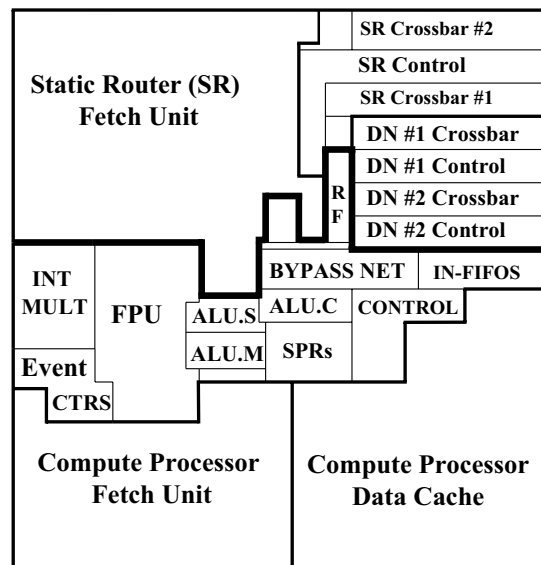 SR Crossbar #2
SR Control
Static Router (SR)
Fetch Unit
SR Crossbar #1
DN #1 Crossbar
DN #1 Control
R
F
DN #2 Crossbar
DN #2 Control
INT
MULT
FPU
BYPASS NET
IN-FIFOS
ALU.S
ALU.C
CONTROL
ALU.M
SPRs
Event
CTRS
Compute Processor
Fetch Unit
Compute Processor
Data Cache